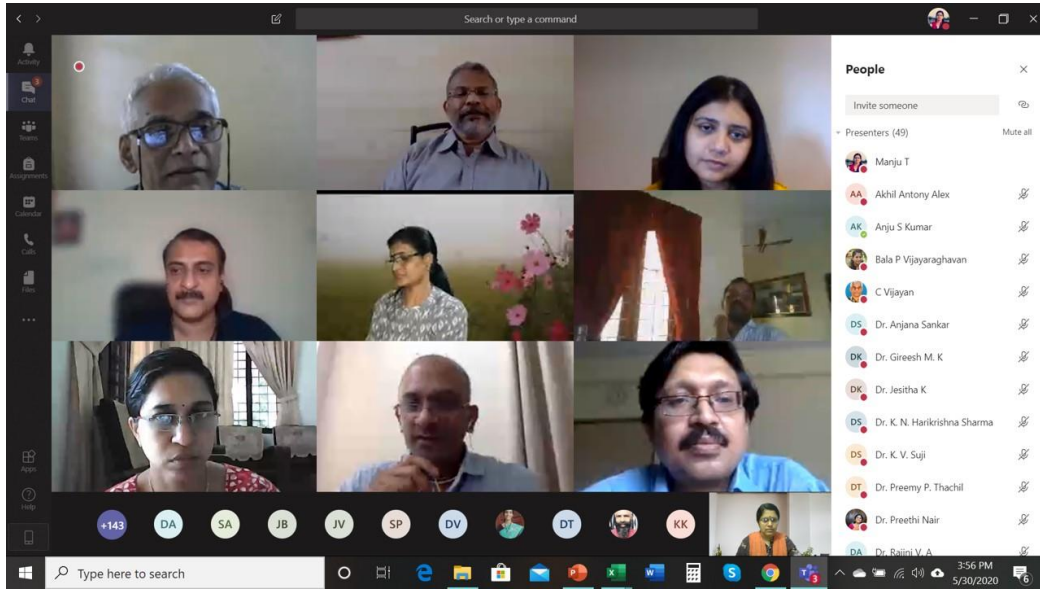 Search or type a command
Activity
3
Chat
Teams
Assignments
Calendar
Calls
Files
Apps
Help
+143
DA
SA
JB
JV
SP
DV
DT
KK
People
Invite someone
Presenters (49)
Mute all
Manju T
AA Akhil Antony Alex
AK Anju S Kumar
Bala P Vijayaraghavan
C Vijayan
DS Dr. Anjana Sankar
DK Dr. Gireesh M. K
DK Dr. Jesitha K
DS Dr. K. N. Harikrishna Sharma
DS Dr. K. V. Suji
DT Dr. Preemy P. Thachil
Dr. Preethi Nair
DA Dr. Rajini V. A
Type here to search
3:56 PM
5/30/2020
6